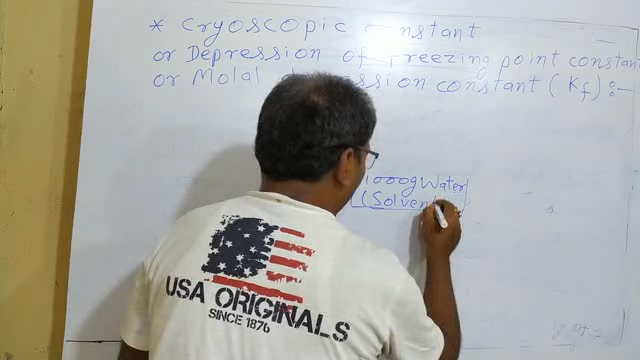 * Cryoscopic constant
or Depression of freezing point constant
or Molal depression constant (Kf) :-
1000g Water
(Solven
USA ORIGINALS
SINCE 1876